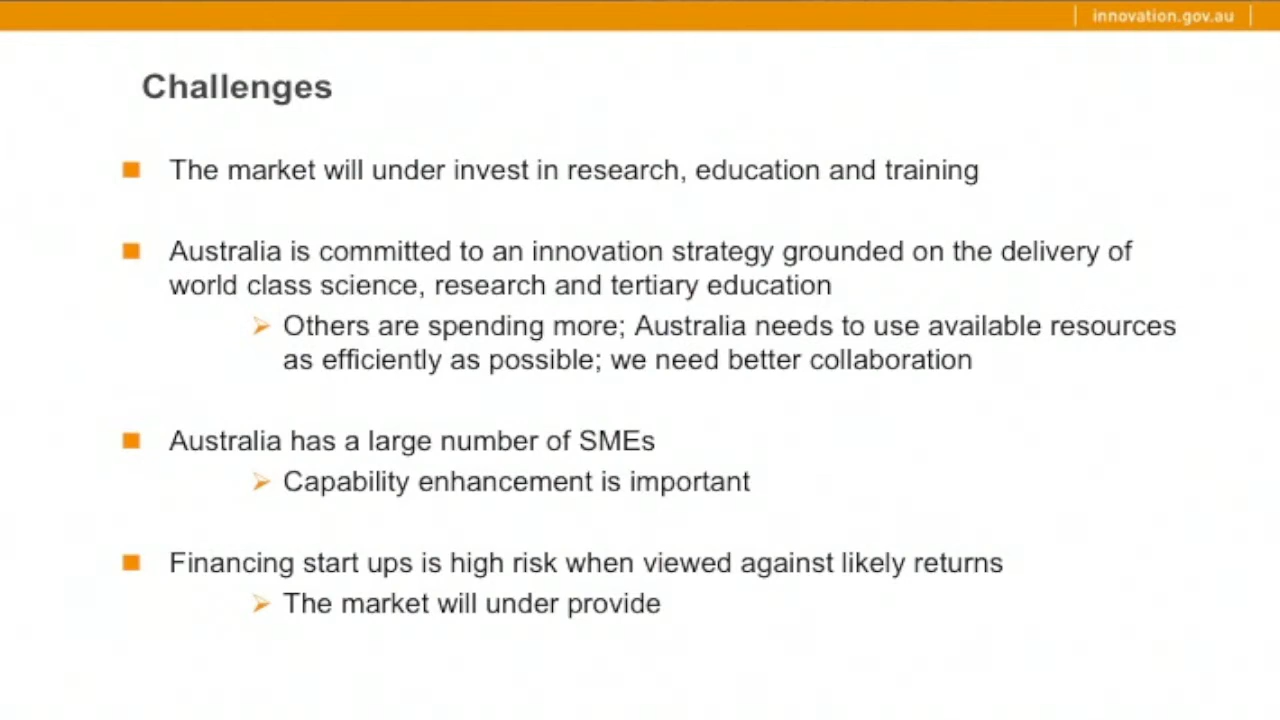 innovation.gov.au
Challenges
The market will under invest in research, education and training
Australia is committed to an innovation strategy grounded on the delivery of
world class science, research and tertiary education
Others are spending more; Australia needs to use available resources
as efficiently as possible; we need better collaboration
Australia has a large number of SMEs
Capability enhancement is important
Financing start ups is high risk when viewed against likely returns
The market will under provide